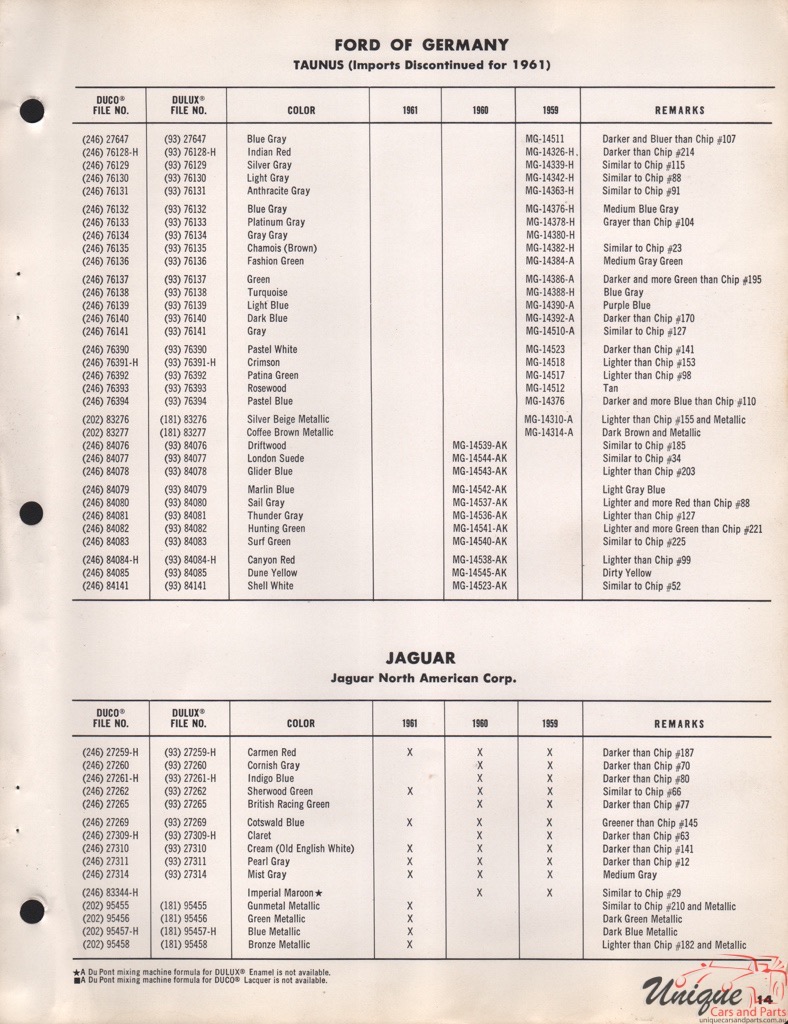 FORD OF GERMANY
TAUNUS (Imports Discontinued for 1961)
DUCO® FILE NO. DULUX® FILE NO. COLOR 1961 1960 1959 REMARKS
(246) 27647 (93) 27647 Blue Gray MG-14511 Darker and Bluer than Chip #107
(246) 76128-H (93) 76128-H Indian Red MG-14326-H. Darker than Chip #214
(246) 76129 (93) 76129 Silver Gray MG-14339-H Similar to Chip #115
(246) 76130 (93) 76130 Light Gray MG-14342-H Similar to Chip #88
(246) 76131 (93) 76131 Anthracite Gray MG-14363-H Similar to Chip #91
(246) 76132 (93) 76132 Blue Gray MG-14376-H Medium Blue Gray
(246) 76133 (93) 76133 Platinum Gray MG-14378-H Grayer than Chip #104
(246) 76134 (93) 76134 Gray Gray MG-14380-H
(246) 76135 (93) 76135 Chamois (Brown) MG-14382-H Similar to Chip #23
(246) 76136 (93) 76136 Fashion Green MG-14384-A Medium Gray Green
(246) 76137 (93) 76137 Green MG-14386-A Darker and more Green than Chip #195
(246) 76138 (93) 76138 Turquoise MG-14388-H Blue Gray
(246) 76139 (93) 76139 Light Blue MG-14390-A Purple Blue
(246) 76140 (93) 76140 Dark Blue MG-14392-A Darker than Chip #170
(246) 76141 (93) 76141 Gray MG-14510-A Similar to Chip #127
(246) 76390 (93) 76390 Pastel White MG-14523 Darker than Chip #141
(246) 76391-H (93) 76391-H Crimson MG-14518 Lighter than Chip #153
(246) 76392 (93) 76392 Patina Green MG-14517 Lighter than Chip #98
(246) 76393 (93) 76393 Rosewood MG-14512 Tan
(246) 76394 (93) 76394 Pastel Blue MG-14376 Darker and more Blue than Chip #110
(202) 83276 (181) 83276 Silver Beige Metallic MG-14310-A Lighter than Chip #155 and Metallic
(202) 83277 (181) 83277 Coffee Brown Metallic MG-14314-A Dark Brown and Metallic
(246) 84076 (93) 84076 Driftwood MG-14539-AK Similar to Chip #185
(246) 84077 (93) 84077 London Suede MG-14544-AK Similar to Chip #34
(246) 84078 (93) 84078 Glider Blue MG-14543-AK Lighter than Chip #203
(246) 84079 (93) 84079 Marlin Blue MG-14542-AK Light Gray Blue
(246) 84080 (93) 84080 Sail Gray MG-14537-AK Lighter and more Red than Chip #88
(246) 84081 (93) 84081 Thunder Gray MG-14536-AK Lighter than Chip #127
(246) 84082 (93) 84082 Hunting Green MG-14541-AK Lighter and more Green than Chip #221
(246) 84083 (93) 84083 Surf Green MG-14540-AK Similar to Chip #225
(246) 84084-H (93) 84084-H Canyon Red MG-14538-AK Lighter than Chip #99
(246) 84085 (93) 84085 Dune Yellow MG-14545-AK Dirty Yellow
(246) 84141 (93) 84141 Shell White MG-14523-AK Similar to Chip #52
JAGUAR
Jaguar North American Corp.
DUCO® FILE NO. DULUX® FILE NO. COLOR 1961 1960 1959 REMARKS
(246) 27259-H (93) 27259-H Carmen Red X X X Darker than Chip #187
(246) 27260 (93) 27260 Cornish Gray X X Darker than Chip #70
(246) 27261-H (93) 27261-H Indigo Blue X X Darker than Chip #80
(246) 27262 (93) 27262 Sherwood Green X X X Similar to Chip #66
(246) 27265 (93) 27265 British Racing Green X X Darker than Chip #77
(246) 27269 (93) 27269 Cotswald Blue X X X Greener than Chip #145
(246) 27309-H (93) 27309-H Claret X X Darker than Chip #63
(246) 27310 (93) 27310 Cream (Old English White) X X X Darker than Chip #141
(246) 27311 (93) 27311 Pearl Gray X X X Darker than Chip #12
(246) 27314 (93) 27314 Mist Gray X X X Medium Gray
(246) 83344-H Imperial Maroon★ X X Similar to Chip #29
(202) 95455 (181) 95455 Gunmetal Metallic X Similar to Chip #210 and Metallic
(202) 95456 (181) 95456 Green Metallic X Dark Green Metallic
(202) 95457-H (181) 95457-H Blue Metallic X Dark Blue Metallic
(202) 95458 (181) 95458 Bronze Metallic X Lighter than Chip #182 and Metallic
★A Du Pont mixing machine formula for DULUX® Enamel is not available.
■A Du Pont mixing machine formula for DUCO® Lacquer is not available.
14
Unique Cars and Parts
uniquecarsandparts.com.au